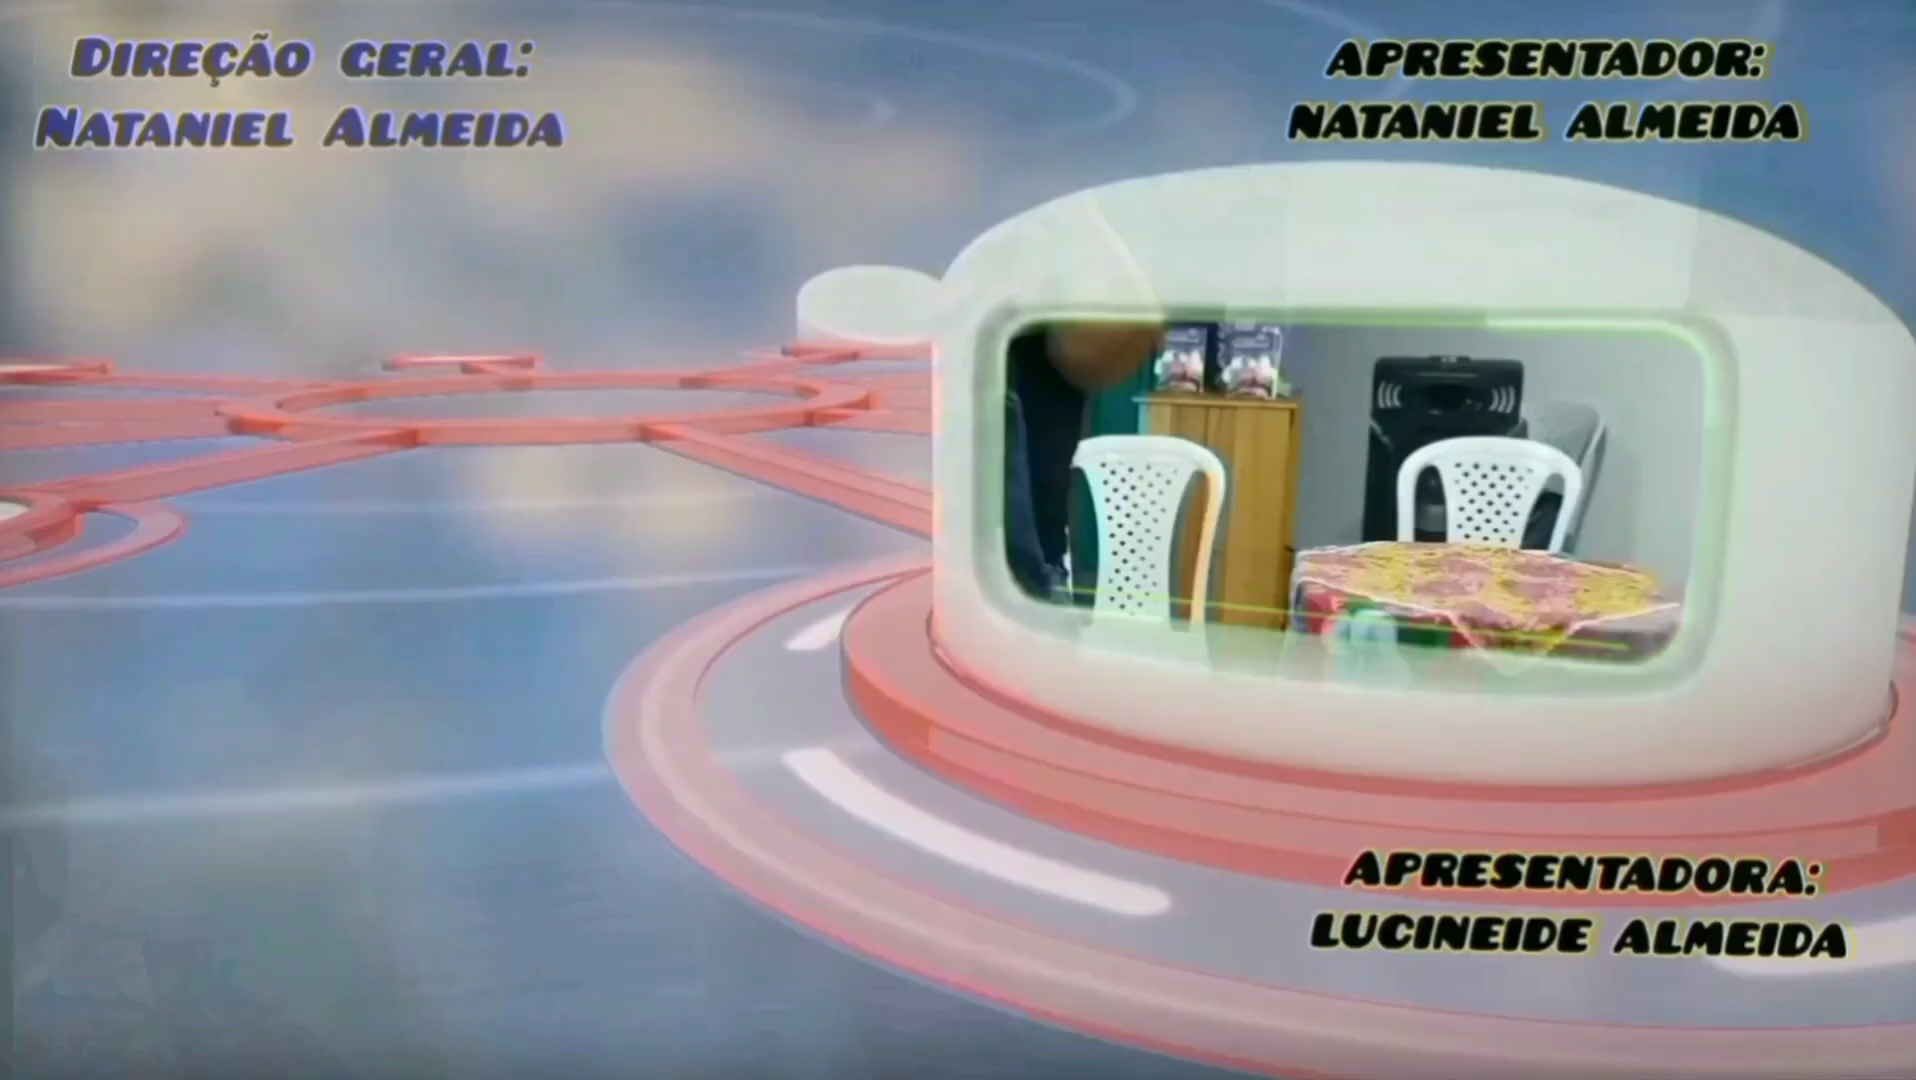 DIREÇÃO GERAL:
NATANIEL ALMEIDA
APRESENTADOR:
NATANIEL ALMEIDA
APRESENTADORA:
LUCINEIDE ALMEIDA